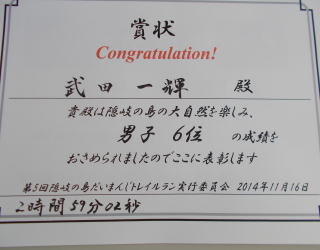 賞状
Congratulation!
武田 一輝 殿
貴殿は隠岐の島の大自然を楽しみ、
男子 6位 の成績を
おさめられましたのでここに表彰します
第5回隠岐の島だいまんじトレイルラン実行委員会 2014年11月16日
2時間59分02秒